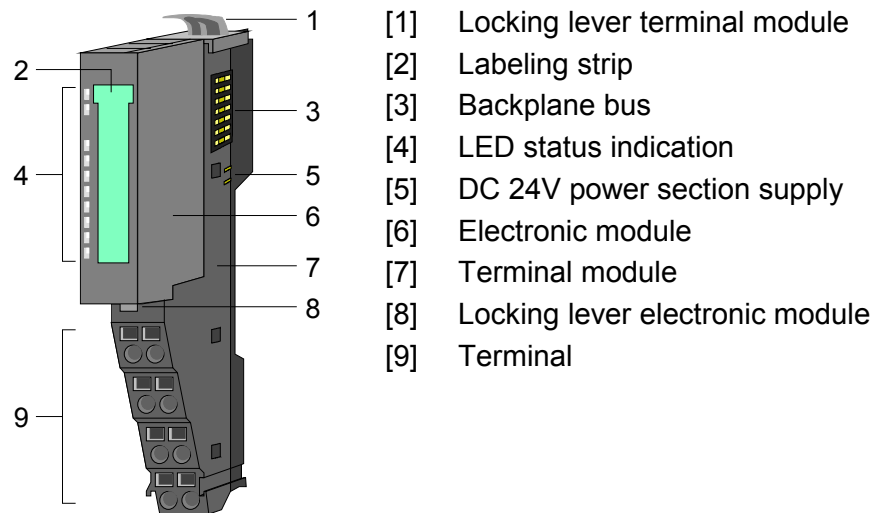 1
2
3
4
5
6
7
8
9
[1] Locking lever terminal module
[2] Labeling strip
[3] Backplane bus
[4] LED status indication
[5] DC 24V power section supply
[6] Electronic module
[7] Terminal module
[8] Locking lever electronic module
[9] Terminal